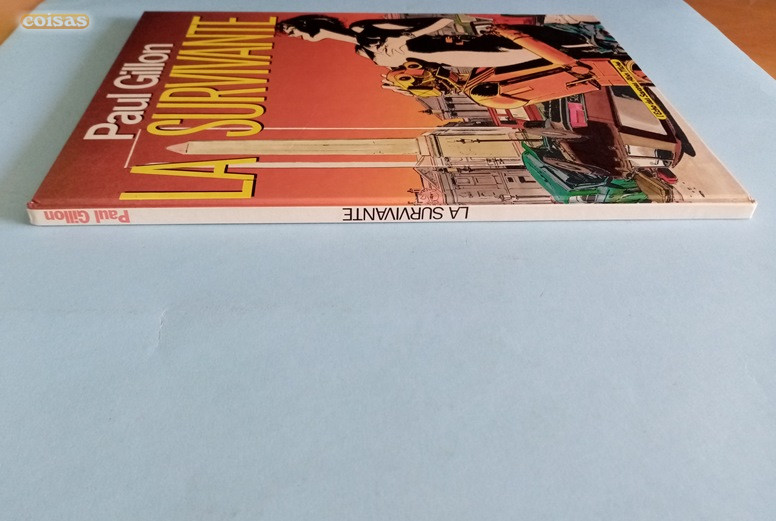 coisas
Paul Gillon
LA SURVIVANTE
Paul Gillon
LA SURVIVANTE